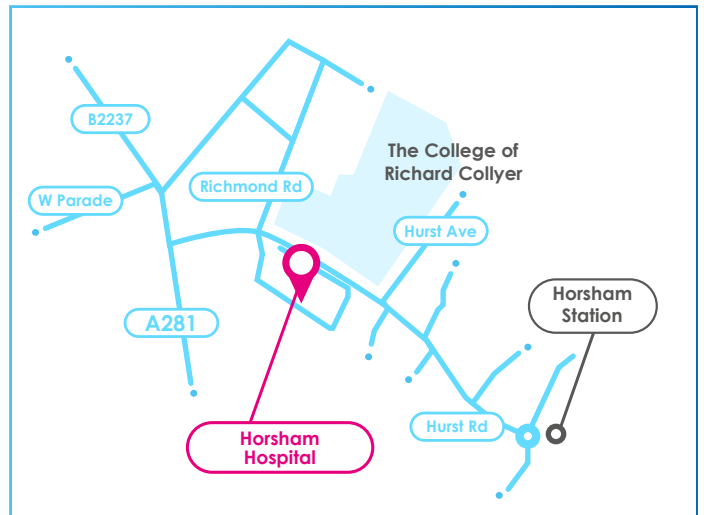 B2237
The College of
Richard Collyer
Richmond Rd
W Parade
Hurst Ave
Horsham
Station
A281
Hurst Rd
Horsham
Hospital